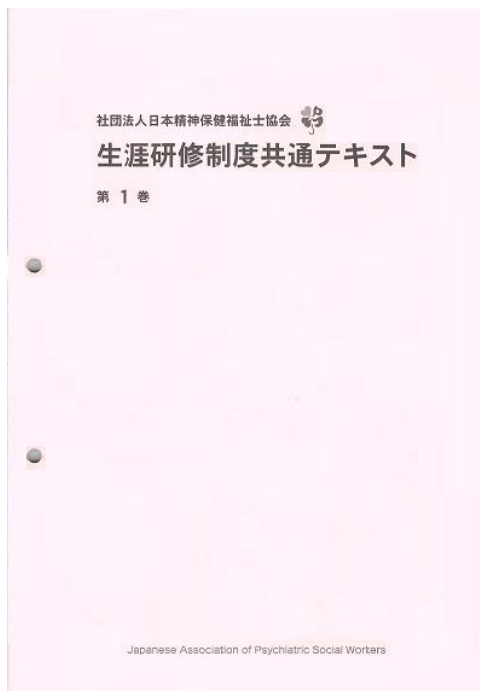 社団法人日本精神保健福祉士協会
生涯研修制度共通テキスト
第 1 巻
Japanese Association of Psychiatric Social Workers